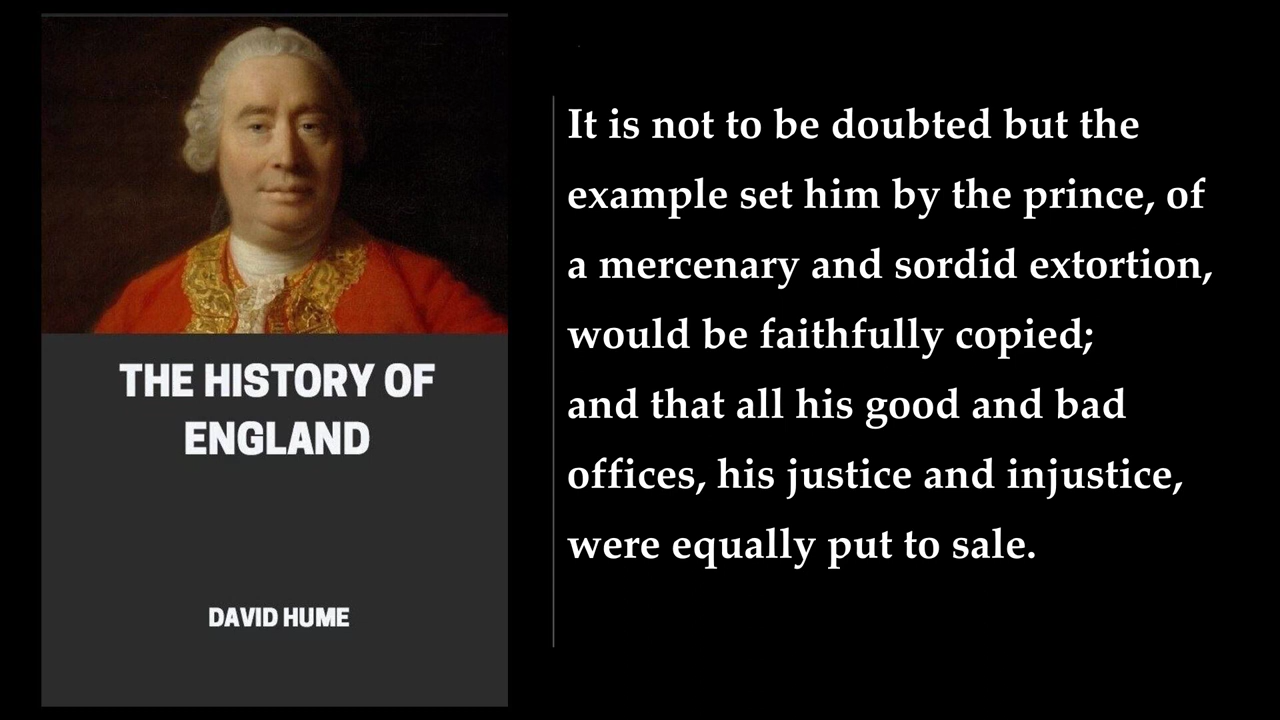 THE HISTORY OF
ENGLAND
DAVID HUME
It is not to be doubted but the
example set him by the prince, of
a mercenary and sordid extortion,
would be faithfully copied;
and that all his good and bad
offices, his justice and injustice,
were equally put to sale.